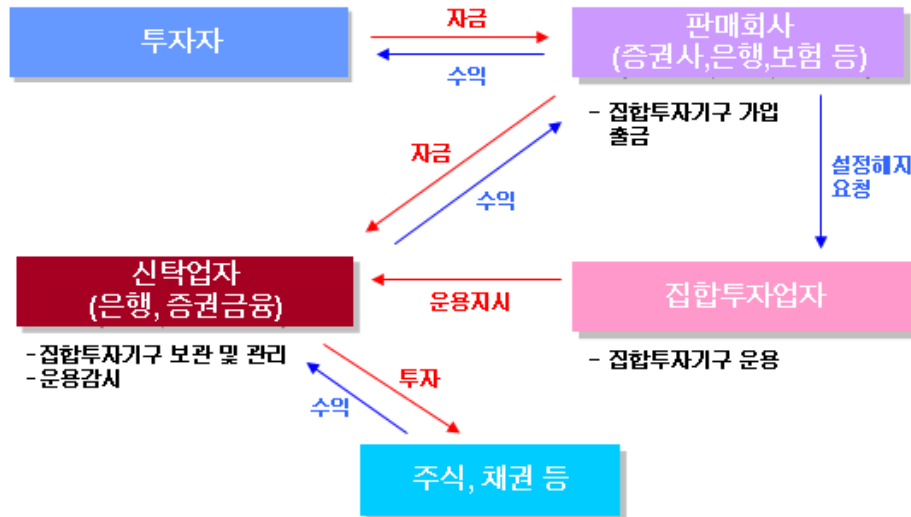 투자자
자금
수익
판매회사
(증권사,은행,보험 등)
- 집합투자기구 가입
출금
자금
수익
설정해지
요청
신탁업자
(은행, 증권금융)
운용지시
집합투자업자
-집합투자기구 보관 및 관리
-운용감시
- 집합투자기구 운용
투자
수익
주식, 채권 등